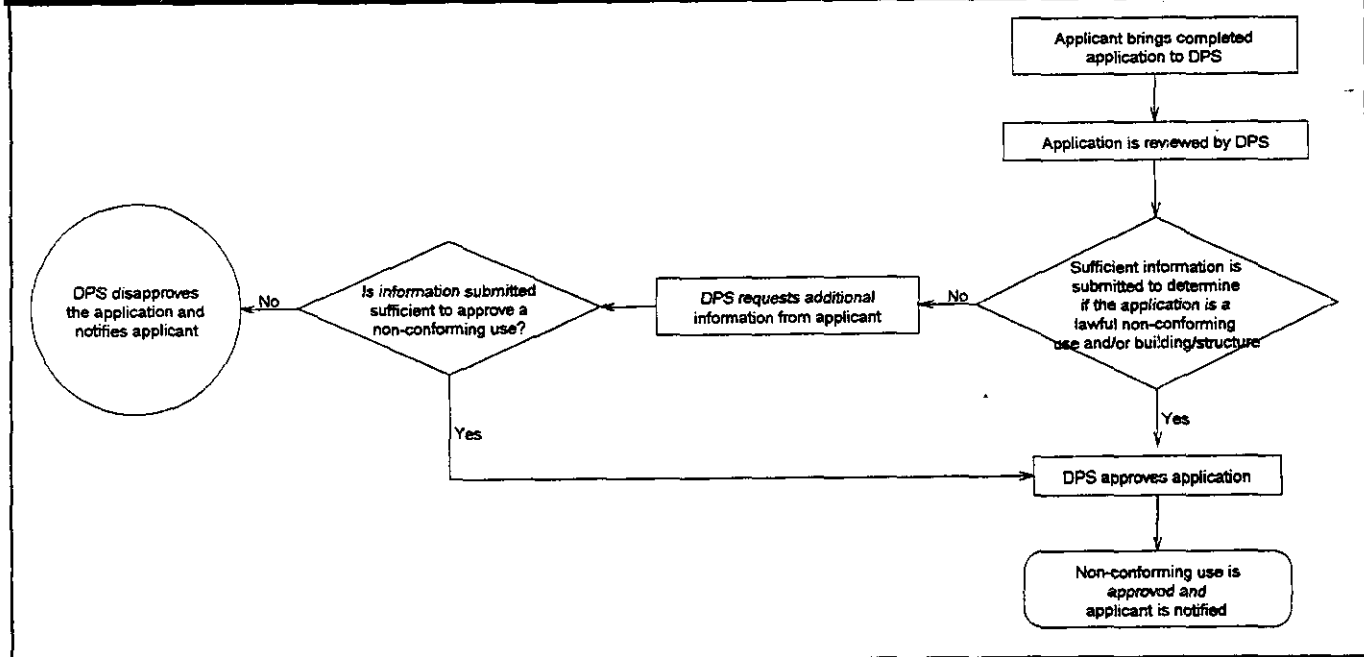 Applicant brings completed
application to DPS
Application is reviewed by DPS
Sufficient information is
submitted to determine
if the application is a
lawful non-conforming
use and/or building/structure
No
DPS requests additional
information from applicant
Is information submitted
sufficient to approve a
non-conforming use?
No
DPS disapproves
the application and
notifies applicant
Yes
Yes
DPS approves application
Non-conforming use is
approved and
applicant is notified